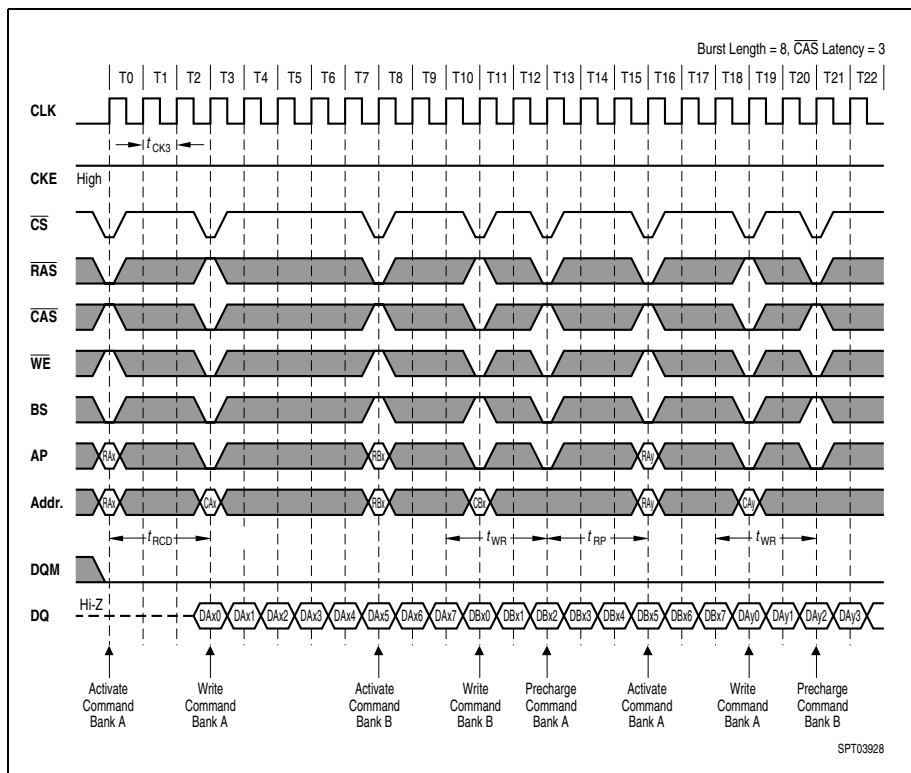 Burst Length = 8, CAS Latency = 3
T0 T1 T2 T3 T4 T5 T6 T7 T8 T9 T10 T11 T12 T13 T14 T15 T16 T17 T18 T19 T20 T21 T22
CLK
tCK3
CKE High
CS
RAS
CAS
WE
BS
AP RAx RBx RAy
Addr. RAx CAx RBx CBx RAy CAy
tRCD tWR tRP tWR
DQM
DQ Hi-Z DAx0 DAx1 DAx2 DAx3 DAx4 DAx5 DAx6 DAx7 DBx0 DBx1 DBx2 DBx3 DBx4 DBx5 DBx6 DBx7 DAy0 DAy1 DAy2 DAy3
Activate Write Activate Write Precharge Activate Write Precharge
Command Command Command Command Command Command Command Command
Bank A Bank A Bank B Bank B Bank A Bank A Bank A Bank B
SPT03928